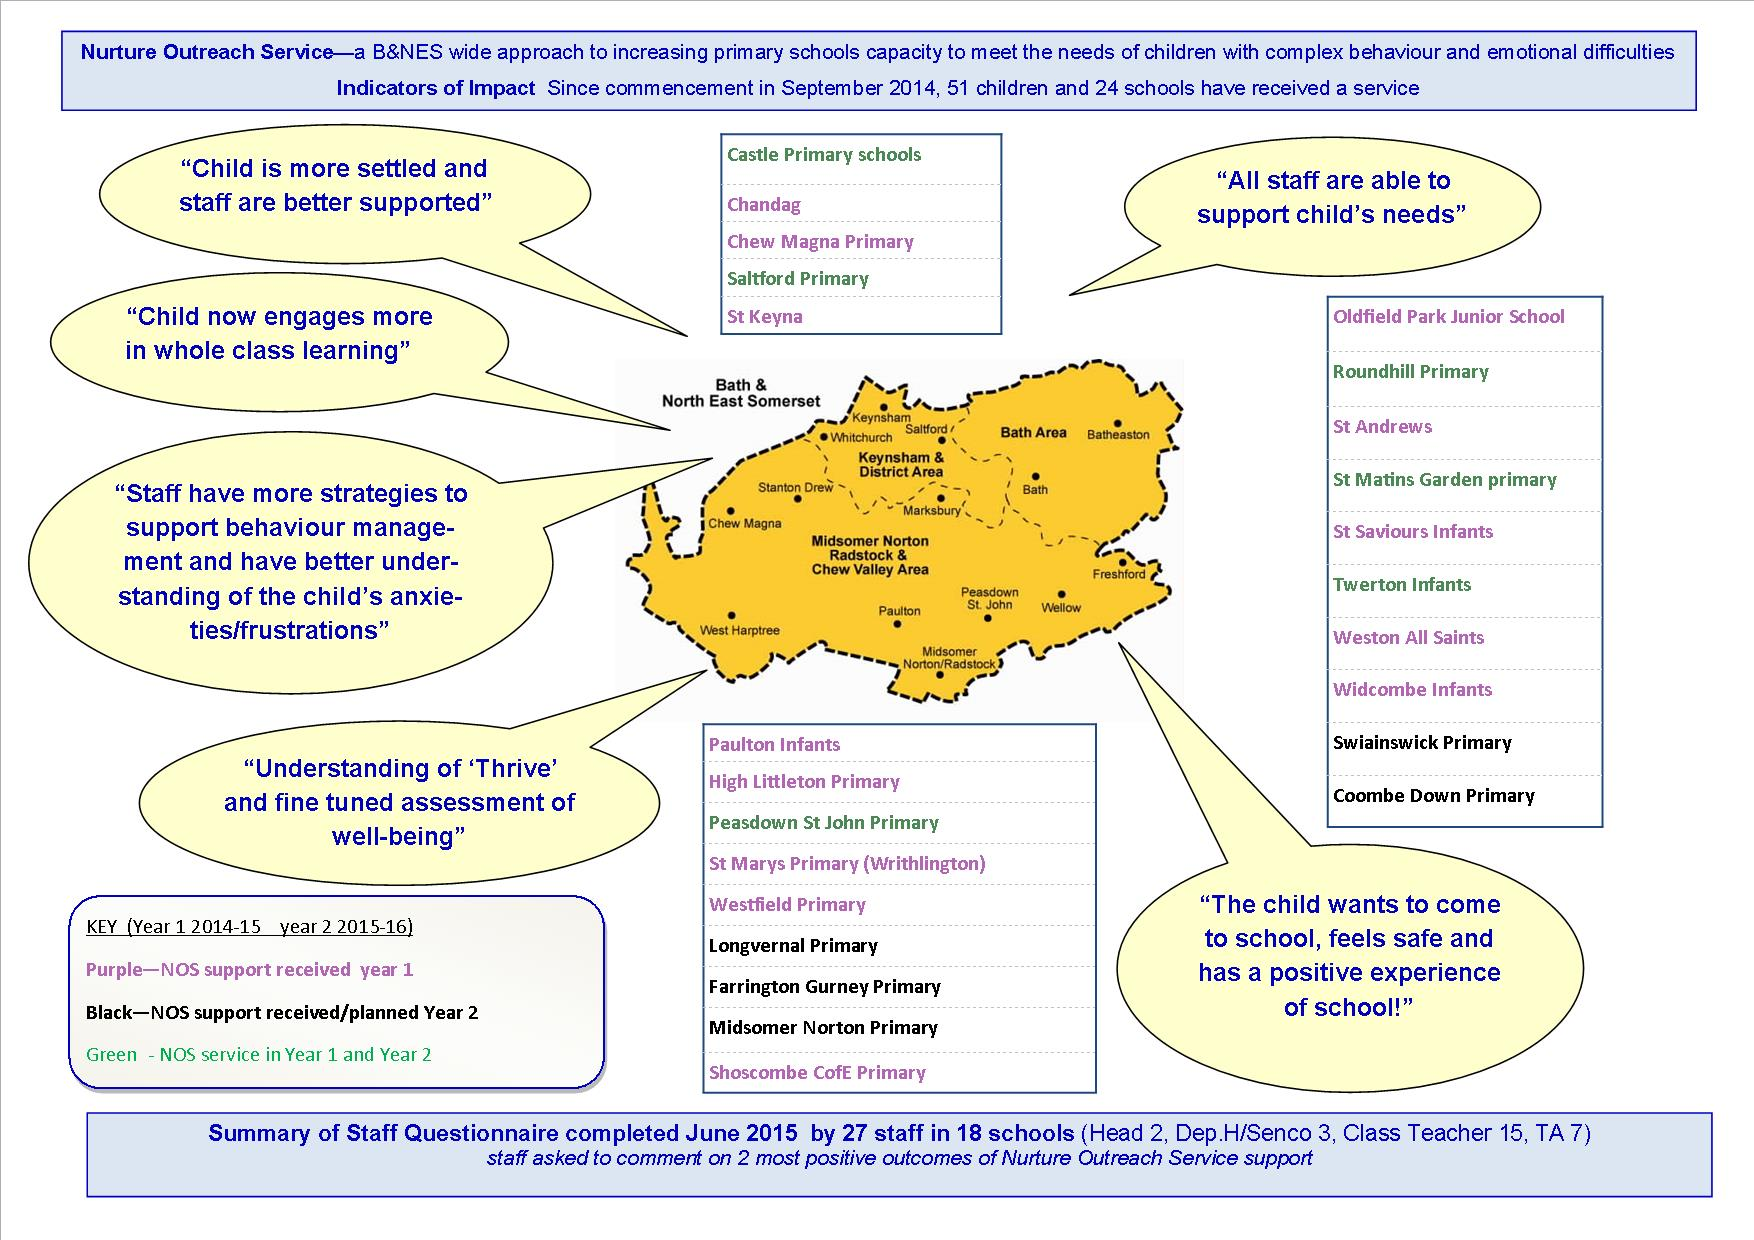 Nurture Outreach Service—a B&NES wide approach to increasing primary schools capacity to meet the needs of children with complex behaviour and emotional difficulties
Indicators of Impact  Since commencement in September 2014, 51 children and 24 schools have received a service
“Child is more settled and
staff are better supported”
“Child now engages more
in whole class learning”
“Staff have more strategies to
support behaviour manage-
ment and have better under-
standing of the child’s anxie-
ties/frustrations”
“Understanding of ‘Thrive’
and fine tuned assessment of
well-being”
Castle Primary schools
Chandag
Chew Magna Primary
Saltford Primary
St Keyna
“All staff are able to
support child’s needs”
Oldfield Park Junior School
Roundhill Primary
St Andrews
St Matins Garden primary
St Saviours Infants
Twerton Infants
Weston All Saints
Widcombe Infants
Swiainswick Primary
Coombe Down Primary
Bath &
North East Somerset
Keynsham
Saltford
Whitchurch
Bath Area
Batheaston
Keynsham &
District Area
Stanton Drew
Bath
Marksbury
Chew Magna
Midsomer Norton
Radstock &
Chew Valley Area
Freshford
Peasdown
St. John
Wellow
Paulton
West Harptree
Midsomer
Norton/Radstock
Paulton Infants
High Littleton Primary
Peasdown St John Primary
St Marys Primary (Writhlington)
Westfield Primary
Longvernal Primary
Farrington Gurney Primary
Midsomer Norton Primary
Shoscombe CofE Primary
“The child wants to come
to school, feels safe and
has a positive experience
of school!”
KEY  (Year 1 2014-15    year 2 2015-16)
Purple—NOS support received  year 1
Black—NOS support received/planned Year 2
Green  - NOS service in Year 1 and Year 2
Summary of Staff Questionnaire completed June 2015  by 27 staff in 18 schools (Head 2, Dep.H/Senco 3, Class Teacher 15, TA 7)
staff asked to comment on 2 most positive outcomes of Nurture Outreach Service support